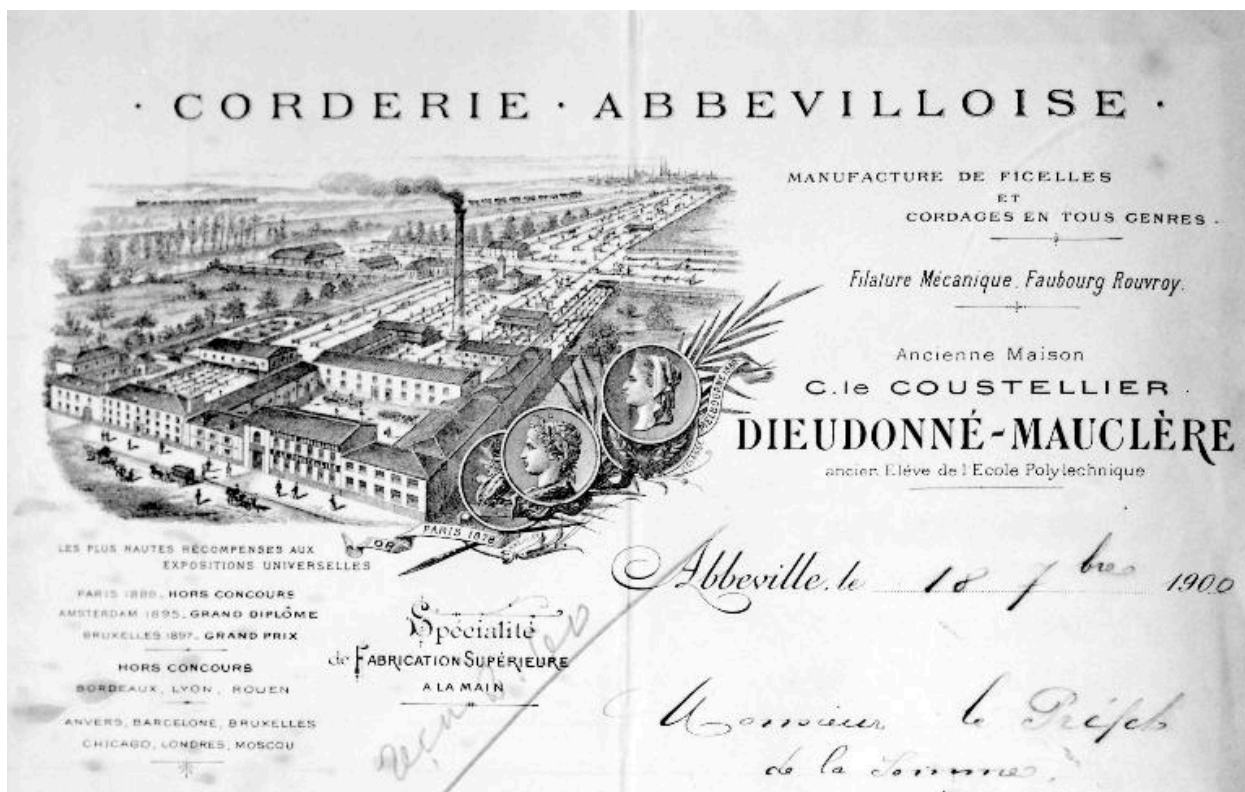 · CORDERIE · ABBEVILLOISE ·
MANUFACTURE DE FICELLES
ET
CORDAGES EN TOUS GENRES.
Filature Mécanique, Faubourg Rouvroy.
Ancienne Maison
C. le COUSTELLIER.
DIEUDONNÉ-MAUCLÈRE
ancien Elève de l'Ecole Polytechnique
MELBOURNE
OR
PARIS 1878
Abbeville, le 18 7bre 1900
LES PLUS HAUTES RÉCOMPENSES AUX
EXPOSITIONS UNIVERSELLES
PARIS 1889, HORS CONCOURS
AMSTERDAM 1895, GRAND DIPLÔME
BRUXELLES 1897, GRAND PRIX
HORS CONCOURS
BORDEAUX, LYON, ROUEN
ANVERS, BARCELONE, BRUXELLES
CHICAGO, LONDRES, MOSCOU
Spécialité
de FABRICATION SUPÉRIEURE
A LA MAIN
Monsieur le Préfet
de la Somme,